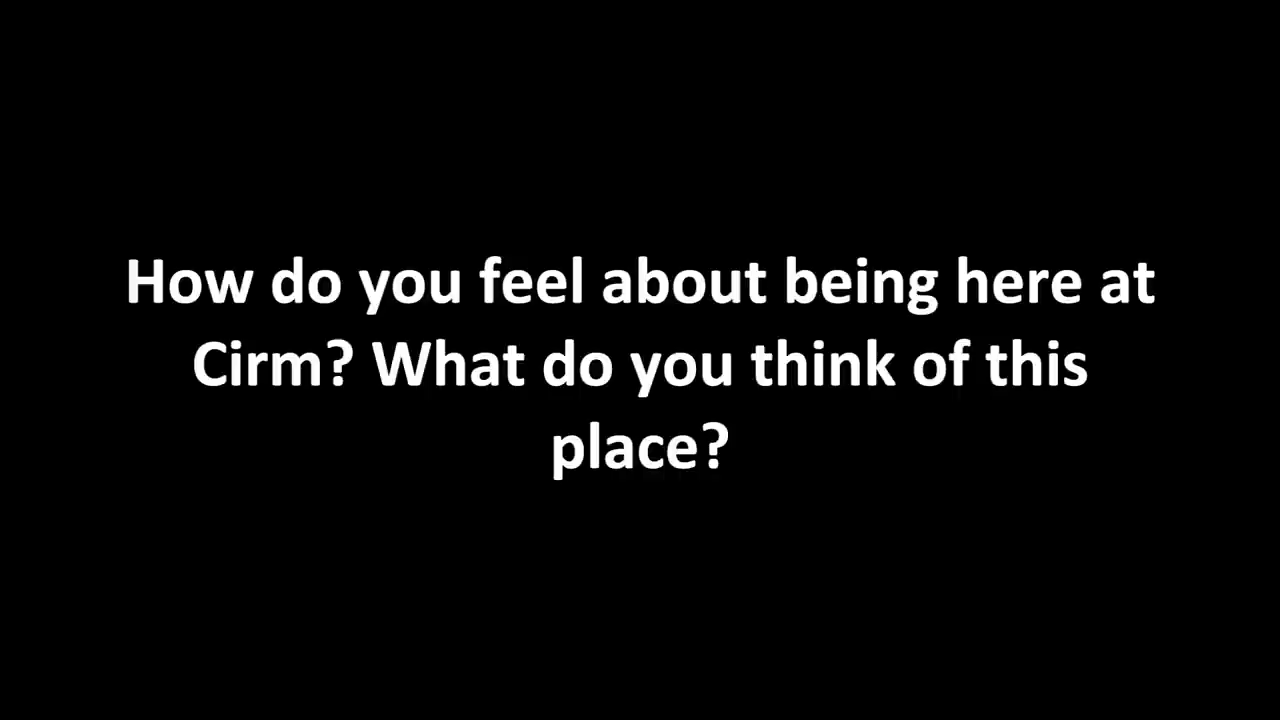 How do you feel about being here at
Cirm? What do you think of this
place?